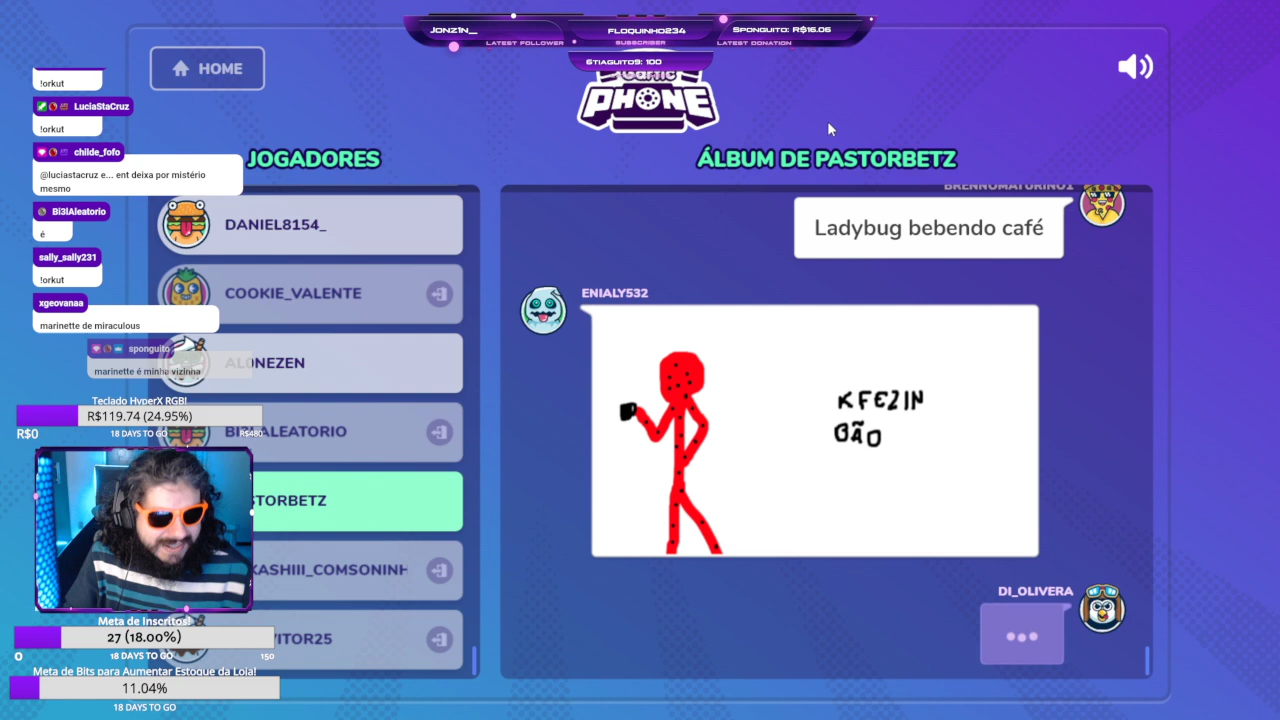 JONZ1N__
LATEST FOLLOWER
FLOQUINHO234
SUBSCRIBER
SPONGUITO: R$16.06
LATEST DONATION
6TIAGUITO9: 100
HOME
PHONE
JOGADORES
ÁLBUM DE PASTORBETZ
!orkut
LuciaStaCruz
!orkut
childe_fofo
@luciastacruz e... ent deixa por mistério
mesmo
Bi3lAleatorio
é
sally_sally231
!orkut
xgeovanaa
marinette de miraculous
sponguito
marinette é minha vizinha
DANIEL8154_
COOKIE_VALENTE
AL0NEZEN
ALEATORIO
STORBETZ
KASHIII_COMSONINH
VITOR25
Teclado HyperX RGB!
R$119.74 (24.95%)
R$0
18 DAYS TO GO
R$480
Meta de Inscritos!
27 (18.00%)
0
18 DAYS TO GO
150
Meta de Bits para Aumentar Estoque da Loja!
11.04%
18 DAYS TO GO
BRENNOMATURINO1
Ladybug bebendo café
ENIALY532
KFEZIN
BÃO
DI_OLIVERA